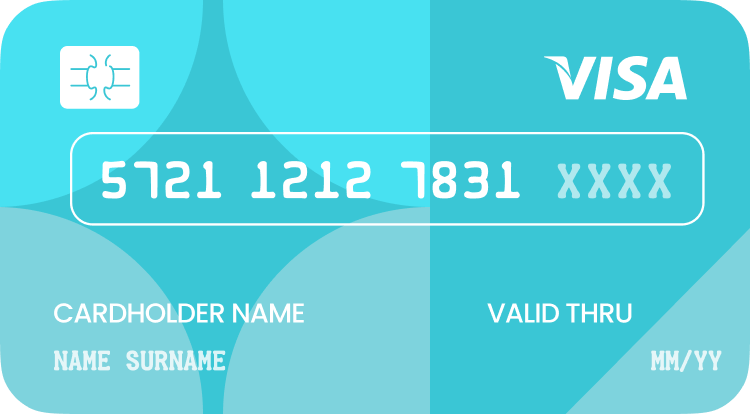 VISA
5721 1212 7831 XXXX
CARDHOLDER NAME VALID THRU
NAME SURNAME MM/YY